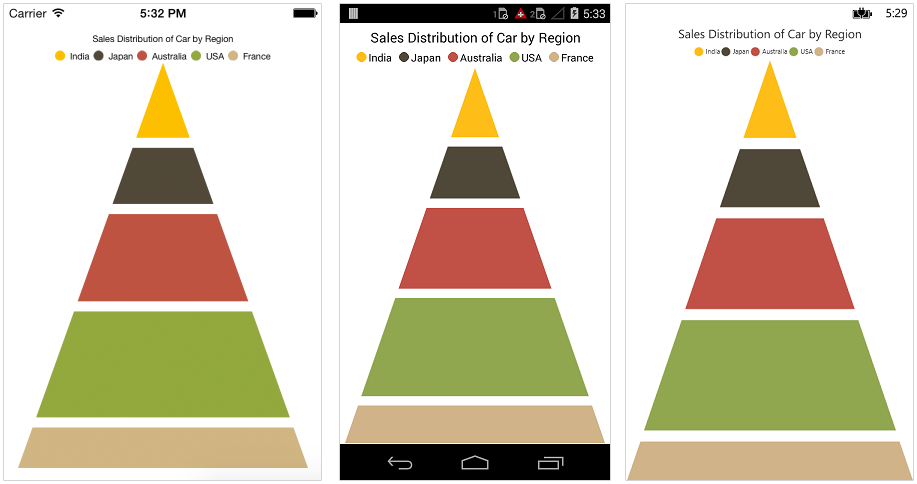 Carrier 5:32 PM
Sales Distribution of Car by Region
India Japan Australia USA France
1 2 5:33
Sales Distribution of Car by Region
India Japan Australia USA France
5:29
Sales Distribution of Car by Region
India Japan Australia USA France